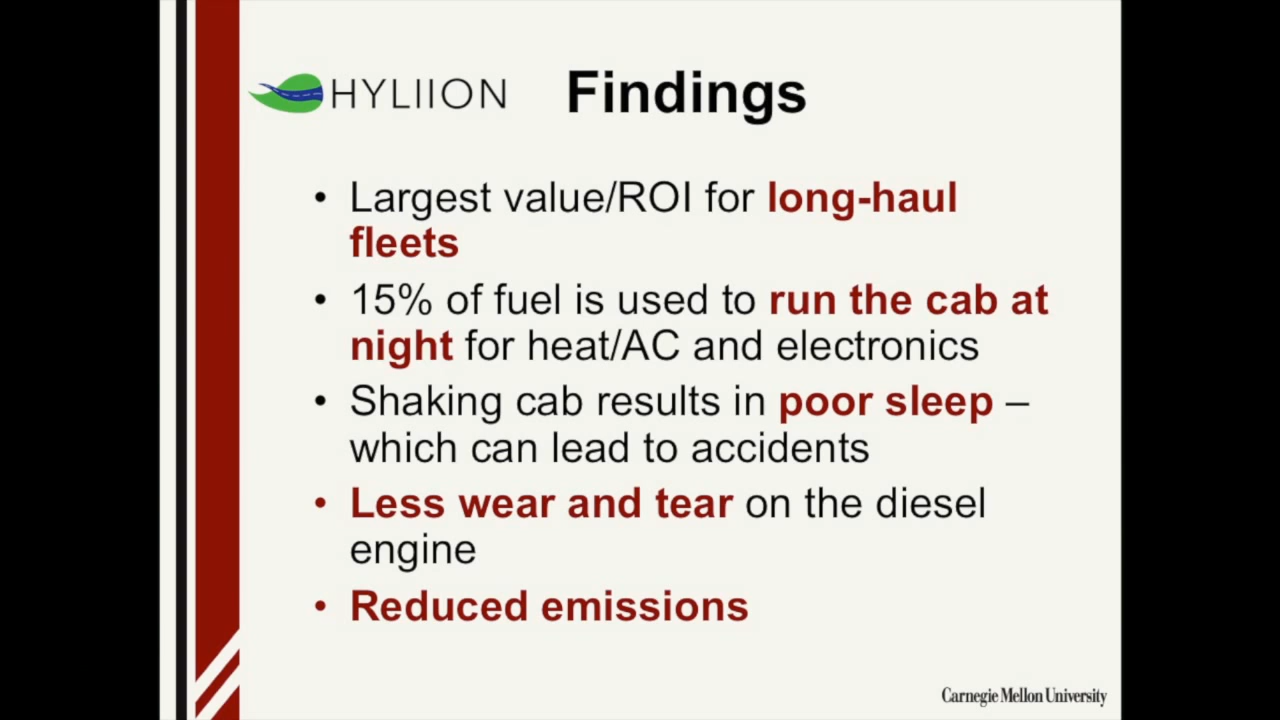 HYLIION Findings
• Largest value/ROI for long-haul
fleets
• 15% of fuel is used to run the cab at
night for heat/AC and electronics
• Shaking cab results in poor sleep –
which can lead to accidents
• Less wear and tear on the diesel
engine
• Reduced emissions
Carnegie Mellon University